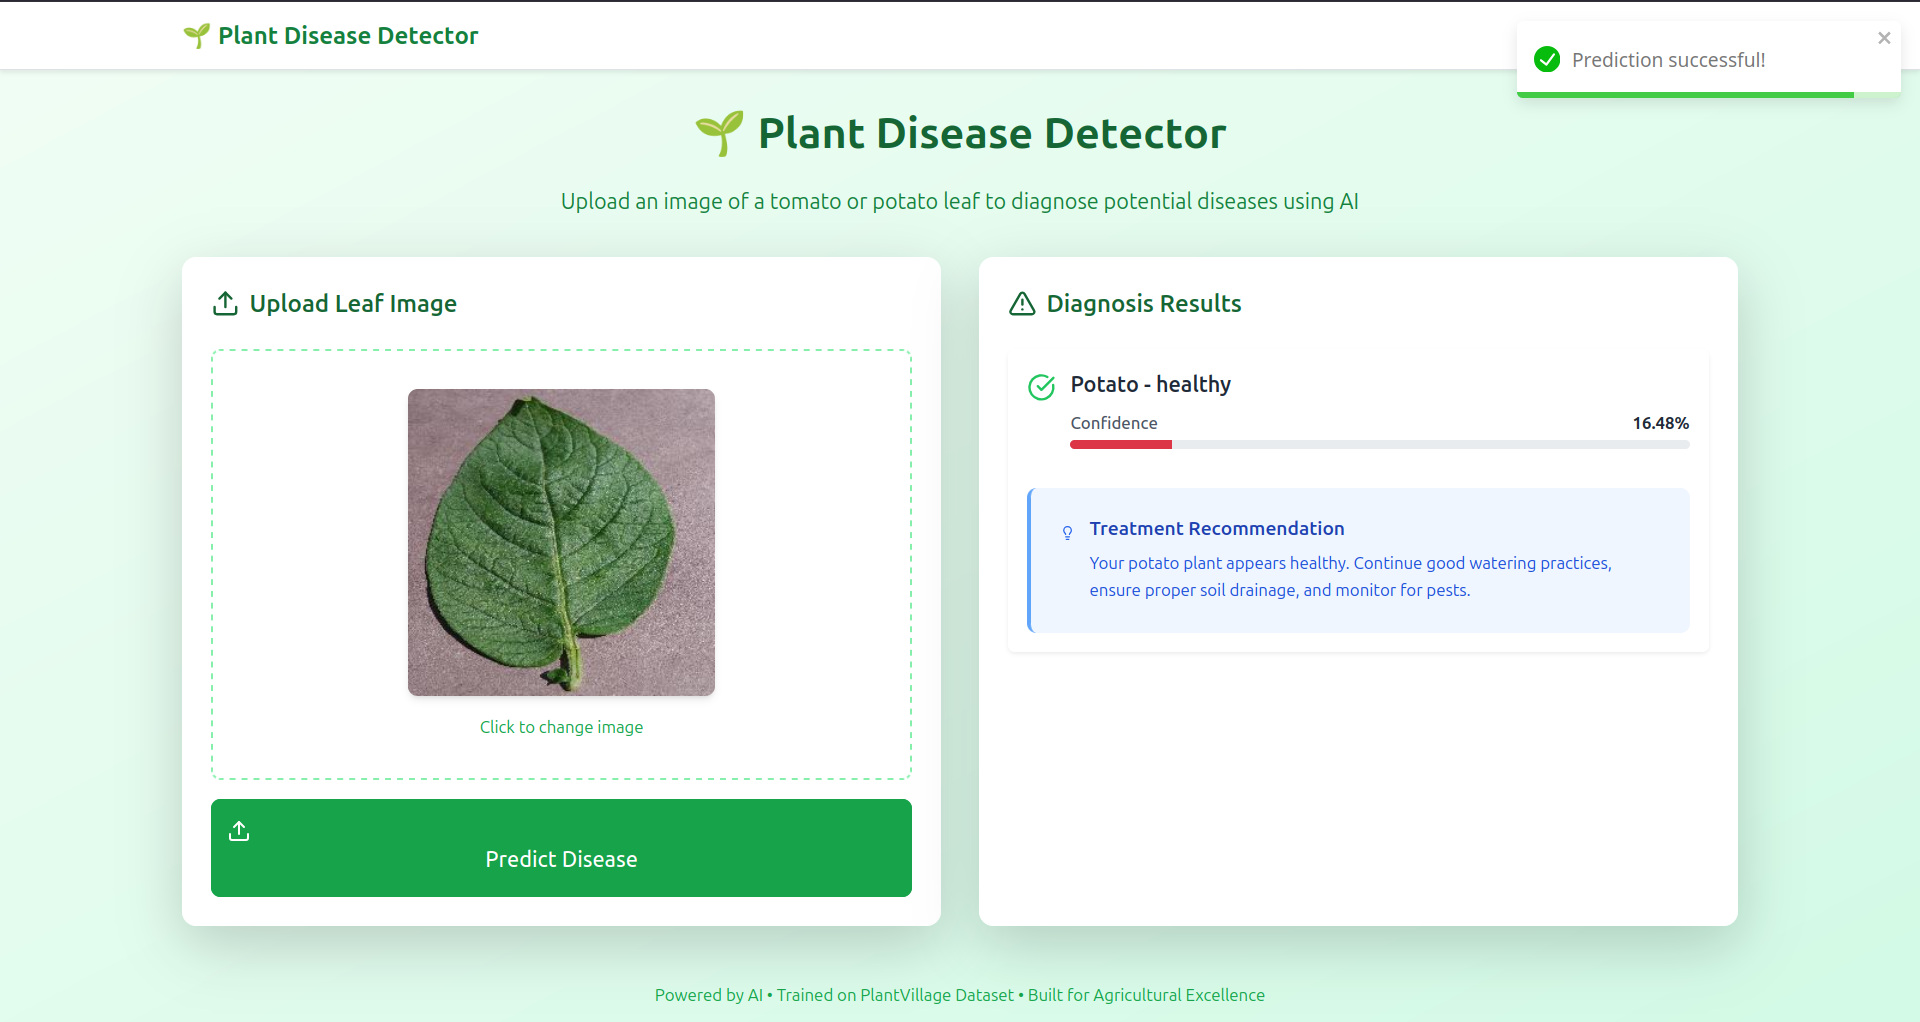 Plant Disease Detector
Prediction successful!
Plant Disease Detector
Upload an image of a tomato or potato leaf to diagnose potential diseases using AI
Upload Leaf Image
Click to change image
Predict Disease
Diagnosis Results
Potato - healthy
Confidence 16.48%
Treatment Recommendation
Your potato plant appears healthy. Continue good watering practices,
ensure proper soil drainage, and monitor for pests.
Powered by AI • Trained on PlantVillage Dataset • Built for Agricultural Excellence